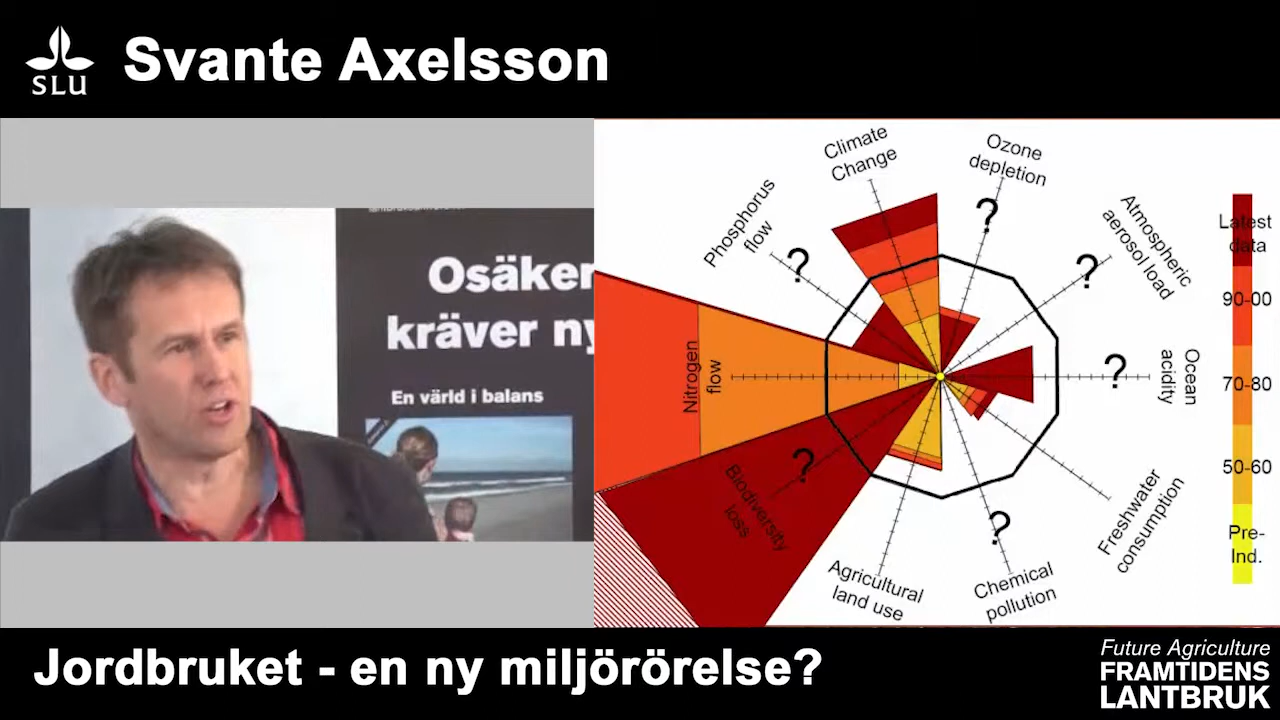 SLU
Svante Axelsson
Osäker
kräver ny
En värld i balans
Climate
Change
Ozone
depletion
Phosphorus
flow
Atmospheric
aerosol load
?
?
?
Nitrogen
flow
?
Ocean
acidity
Biodiversity
loss
?
?
Freshwater
consumption
Agricultural
land use
Chemical
pollution
Latest
data
90-00
70-80
50-60
Pre-
Ind.
Jordbruket - en ny miljörörelse?
Future Agriculture
FRAMTIDENS
LANTBRUK